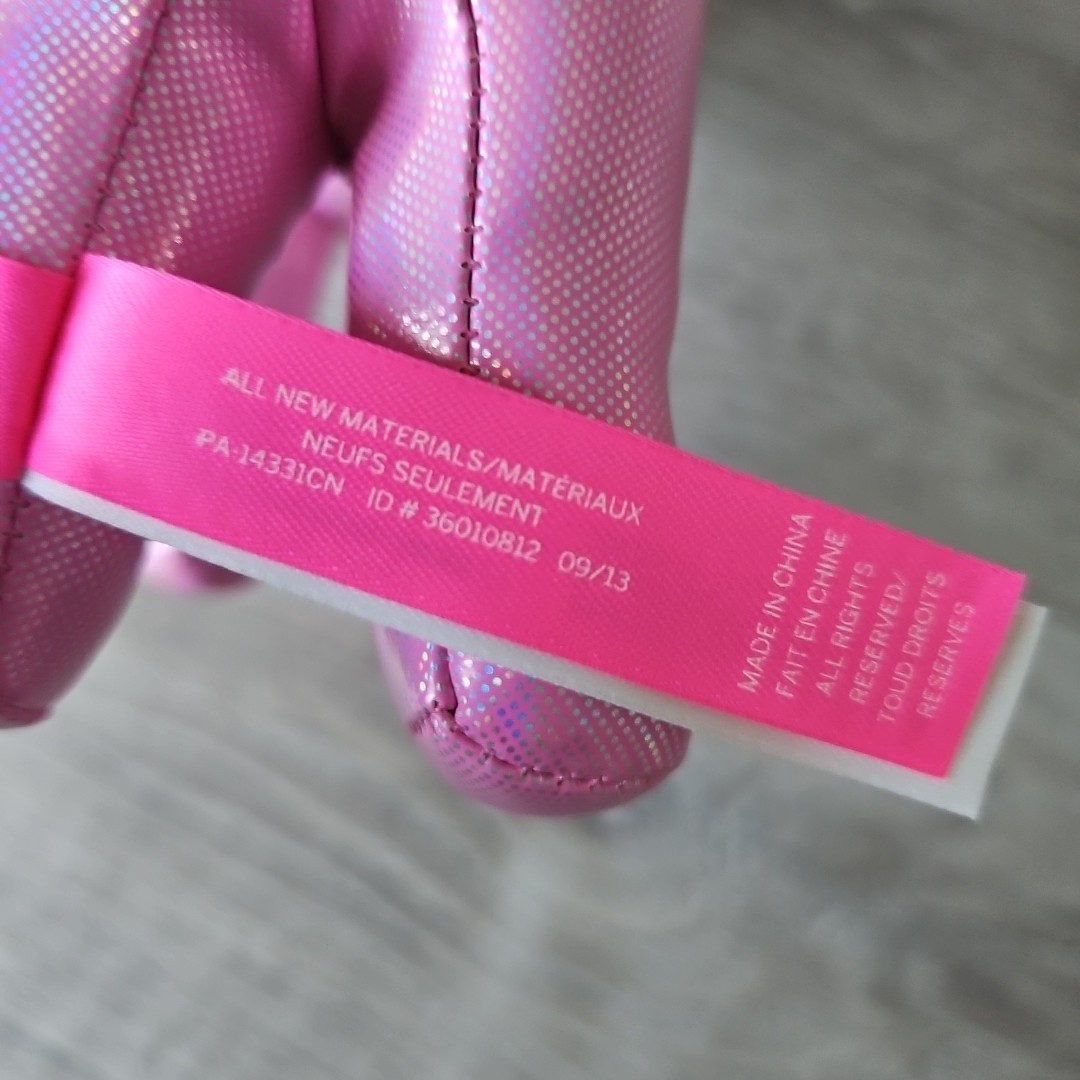 ALL NEW MATERIALS/MATÉRIAUX
NEUFS SEULEMENT
PA-14331CN ID # 36010812 09/13
MADE IN CHINA
FAIT EN CHINE
ALL RIGHTS
RESERVED/
TOUD DROITS
RESERVES